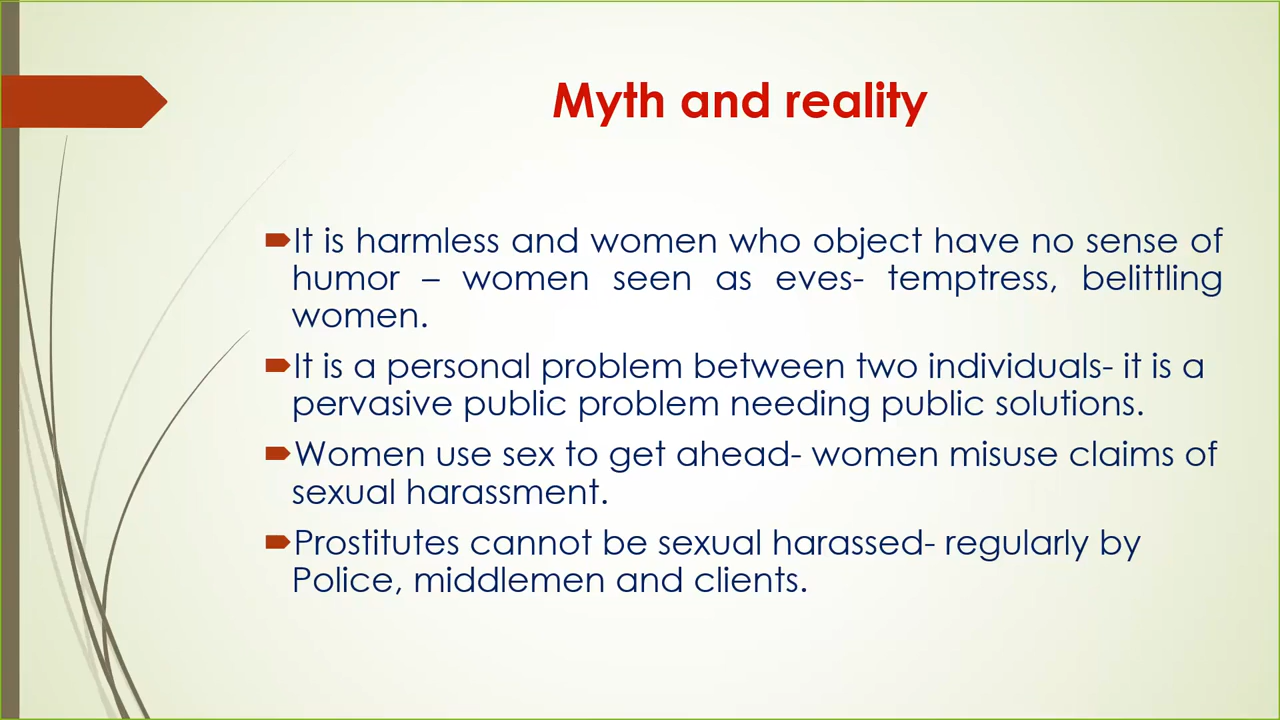 Myth and reality
It is harmless and women who object have no sense of
humor – women seen as eves- temptress, belittling
women.
It is a personal problem between two individuals- it is a
pervasive public problem needing public solutions.
Women use sex to get ahead- women misuse claims of
sexual harassment.
Prostitutes cannot be sexual harassed- regularly by
Police, middlemen and clients.